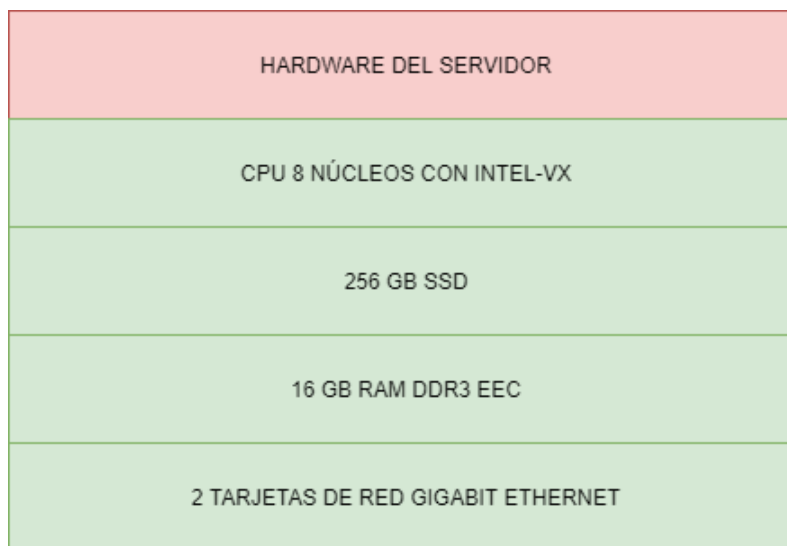 HARDWARE DEL SERVIDOR
CPU 8 NÚCLEOS CON INTEL-VX
256 GB SSD
16 GB RAM DDR3 EEC
2 TARJETAS DE RED GIGABIT ETHERNET